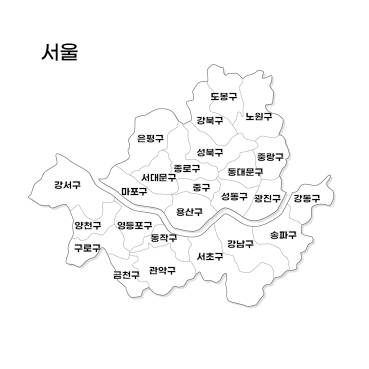 서울
도봉구
강북구
노원구
은평구
성북구
중랑구
종로구
동대문구
서대문구
강서구
마포구
중구
성동구
광진구
강동구
용산구
양천구
영등포구
동작구
송파구
구로구
강남구
서초구
금천구
관악구